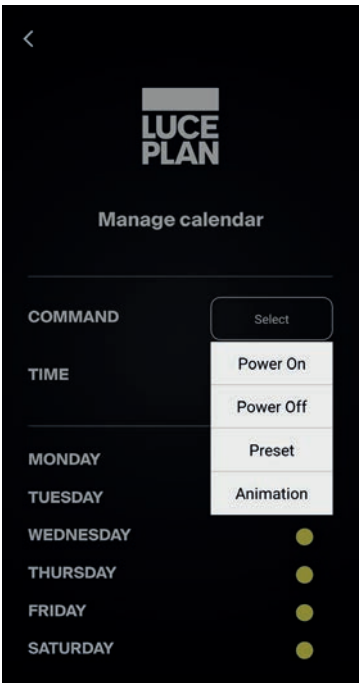 LUCE
PLAN
Manage calendar
COMMAND
Select
Power On
TIME
Power Off
Preset
MONDAY
Animation
TUESDAY
WEDNESDAY
THURSDAY
FRIDAY
SATURDAY